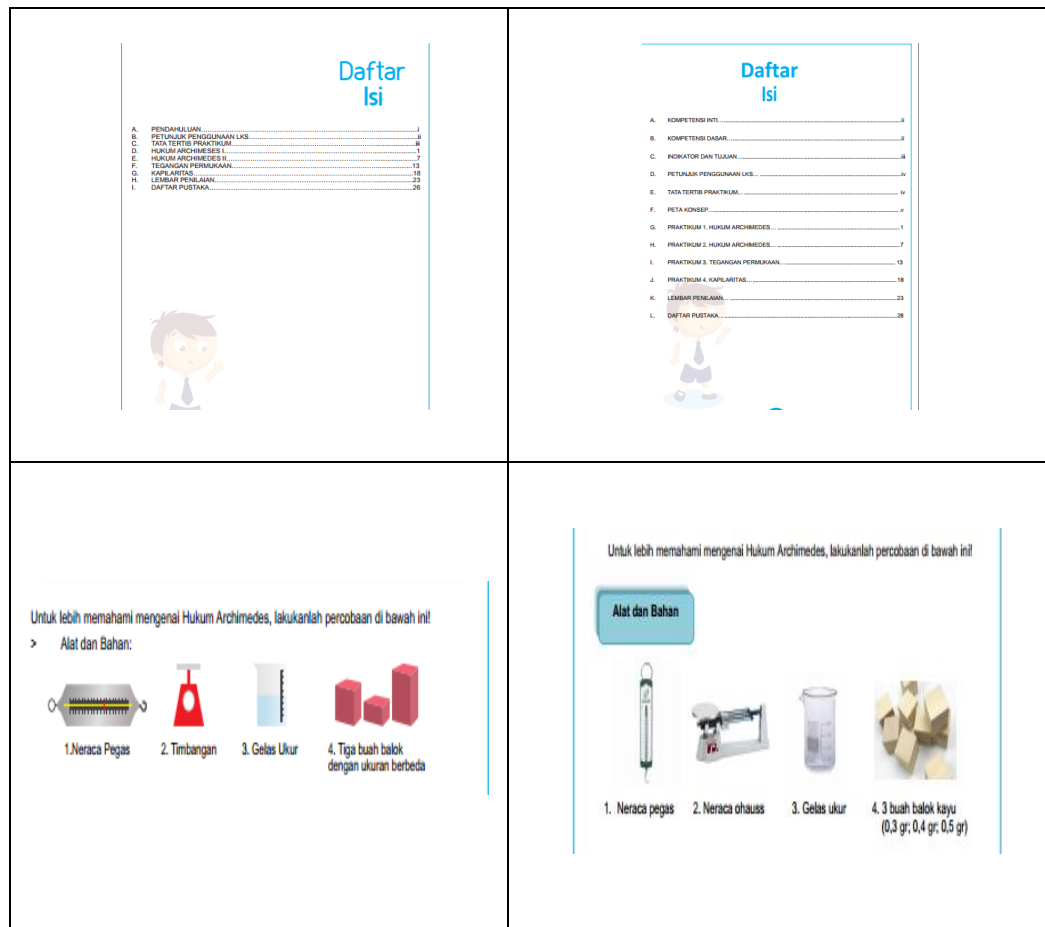 Daftar
Isi
A. PENDAHULUAN.....i
B. PETUNJUK PENGGUNAAN LKS.....ii
C. TATA TERTIB PRAKTIKUM.....iii
D. HUKUM ARCHIMESES I.....1
E. HUKUM ARCHIMEDES II.....7
F. TEGANGAN PERMUKAAN.....13
G. KAPILARITAS.....18
H. LEMBAR PENILAIAN.....23
I. DAFTAR PUSTAKA.....26
Daftar
Isi
A. KOMPETENSI INTI.....ii
B. KOMPETENSI DASAR.....ii
C. INDIKATOR DAN TUJUAN.....iii
D. PETUNJUK PENGGUNAAN LKS.....iv
E. TATA TERTIB PRAKTIKUM.....iv
F. PETA KONSEP.....v
G. PRAKTIKUM 1. HUKUM ARCHIMEDES.....1
H. PRAKTIKUM 2. HUKUM ARCHIMEDES.....7
I. PRAKTIKUM 3. TEGANGAN PERMUKAAN.....13
J. PRAKTIKUM 4. KAPILARITAS.....18
K. LEMBAR PENILAIAN.....23
L. DAFTAR PUSTAKA.....28
Untuk lebih memahami mengenai Hukum Archimedes, lakukanlah percobaan di bawah ini!
> Alat dan Bahan:
1.Neraca Pegas 2. Timbangan 3. Gelas Ukur 4. Tiga buah balok
dengan ukuran berbeda
Untuk lebih memahami mengenai Hukum Archimedes, lakukanlah percobaan di bawah ini!
Alat dan Bahan
1. Neraca pegas 2. Neraca ohauss 3. Gelas ukur 4. 3 buah balok kayu
(0,3 gr; 0,4 gr; 0,5 gr)